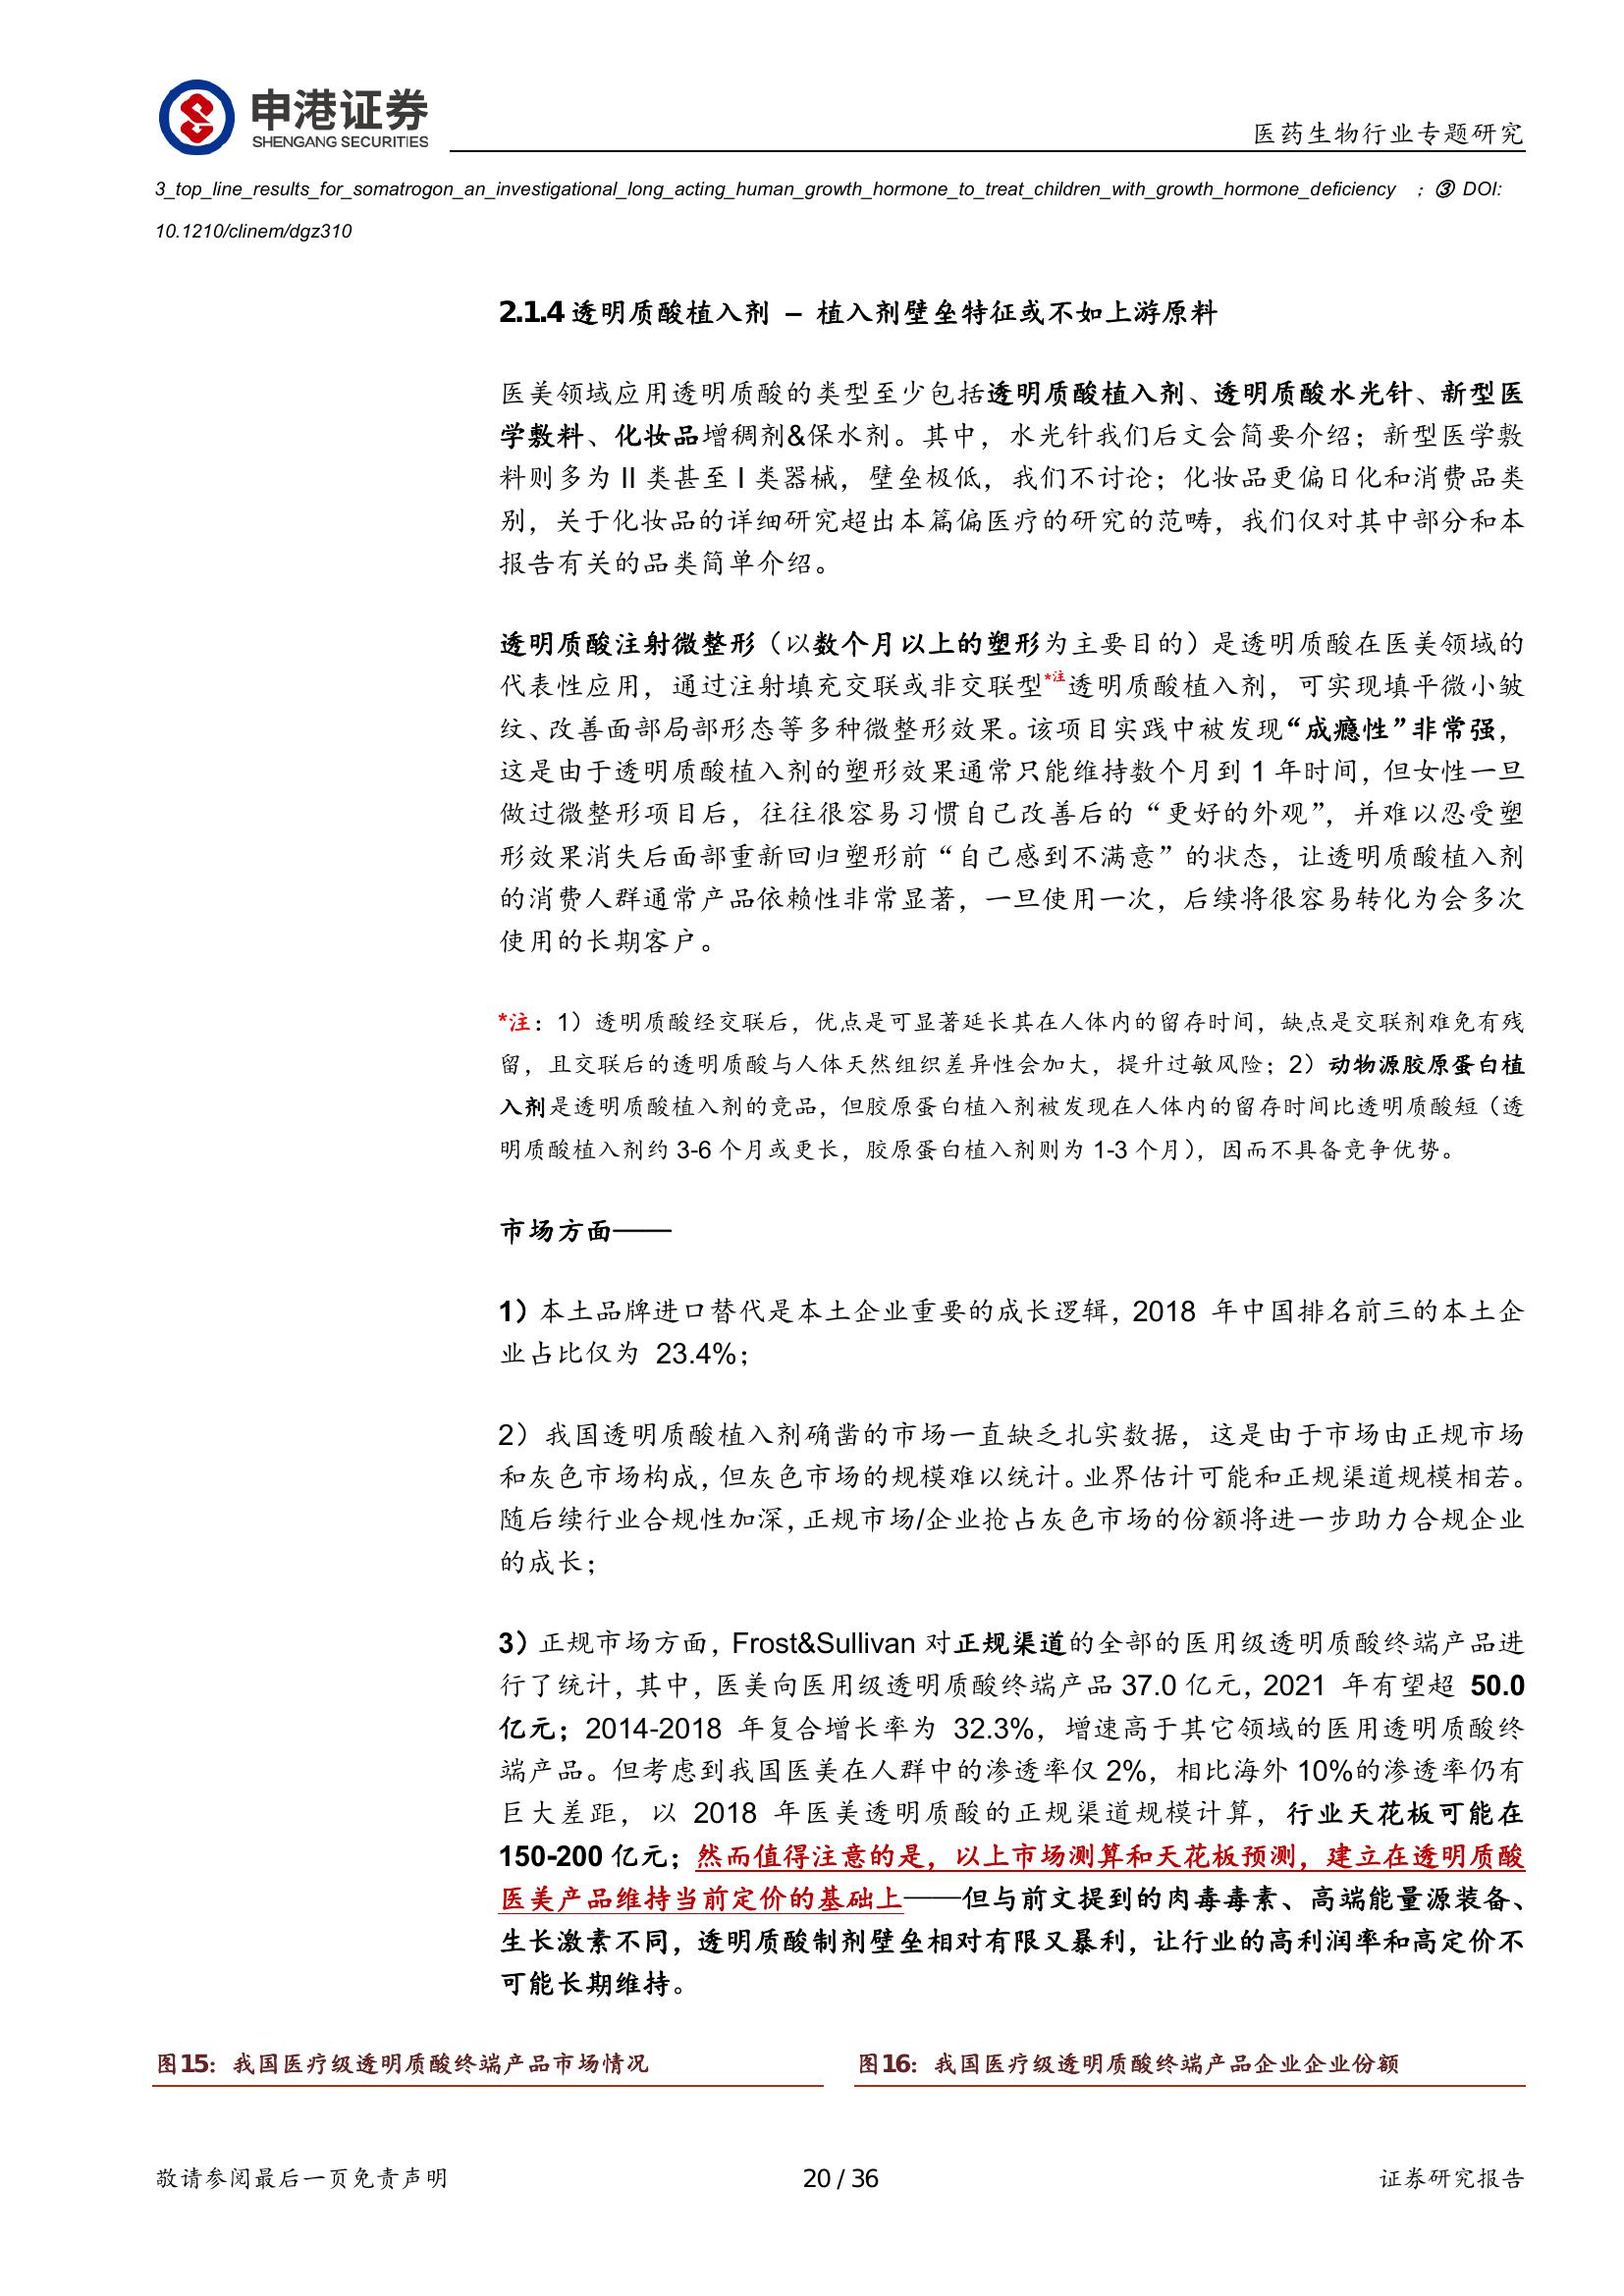 申港证券
SHENGANG SECURITIES
医药生物行业专题研究
3_top_line_results_for_somatrogon_an_investigational_long_acting_human_growth_hormone_to_treat_children_with_growth_hormone_deficiency ；③ DOI:
10.1210/clinem/dgz310
2.1.4 透明质酸植入剂 – 植入剂壁垒特征或不如上游原料
医美领域应用透明质酸的类型至少包括透明质酸植入剂、透明质酸水光针、新型医
学敷料、化妆品增稠剂&保水剂。其中，水光针我们后文会简要介绍；新型医学敷
料则多为 II 类甚至 I 类器械，壁垒极低，我们不讨论；化妆品更偏日化和消费品类
别，关于化妆品的详细研究超出本篇偏医疗的研究的范畴，我们仅对其中部分和本
报告有关的品类简单介绍。
透明质酸注射微整形（以数个月以上的塑形为主要目的）是透明质酸在医美领域的
代表性应用，通过注射填充交联或非交联型*注透明质酸植入剂，可实现填平微小皱
纹、改善面部局部形态等多种微整形效果。该项目实践中被发现“成瘾性”非常强，
这是由于透明质酸植入剂的塑形效果通常只能维持数个月到 1 年时间，但女性一旦
做过微整形项目后，往往很容易习惯自己改善后的“更好的外观”，并难以忍受塑
形效果消失后面部重新回归塑形前“自己感到不满意”的状态，让透明质酸植入剂
的消费人群通常产品依赖性非常显著，一旦使用一次，后续将很容易转化为会多次
使用的长期客户。
*注：1）透明质酸经交联后，优点是可显著延长其在人体内的留存时间，缺点是交联剂难免有残
留，且交联后的透明质酸与人体天然组织差异性会加大，提升过敏风险；2）动物源胶原蛋白植
入剂是透明质酸植入剂的竞品，但胶原蛋白植入剂被发现在人体内的留存时间比透明质酸短（透
明质酸植入剂约 3-6 个月或更长，胶原蛋白植入剂则为 1-3 个月），因而不具备竞争优势。
市场方面——
1）本土品牌进口替代是本土企业重要的成长逻辑，2018 年中国排名前三的本土企
业占比仅为 23.4%；
2）我国透明质酸植入剂确凿的市场一直缺乏扎实数据，这是由于市场由正规市场
和灰色市场构成，但灰色市场的规模难以统计。业界估计可能和正规渠道规模相若。
随后续行业合规性加深，正规市场/企业抢占灰色市场的份额将进一步助力合规企业
的成长；
3）正规市场方面，Frost&Sullivan 对正规渠道的全部的医用级透明质酸终端产品进
行了统计，其中，医美向医用级透明质酸终端产品 37.0 亿元，2021 年有望超 50.0
亿元；2014-2018 年复合增长率为 32.3%，增速高于其它领域的医用透明质酸终
端产品。但考虑到我国医美在人群中的渗透率仅 2%，相比海外 10%的渗透率仍有
巨大差距，以 2018 年医美透明质酸的正规渠道规模计算，行业天花板可能在
150-200 亿元；然而值得注意的是，以上市场测算和天花板预测，建立在透明质酸
医美产品维持当前定价的基础上——但与前文提到的肉毒毒素、高端能量源装备、
生长激素不同，透明质酸制剂壁垒相对有限又暴利，让行业的高利润率和高定价不
可能长期维持。
图15：我国医疗级透明质酸终端产品市场情况
图16：我国医疗级透明质酸终端产品企业企业份额
敬请参阅最后一页免责声明
20 / 36
证券研究报告